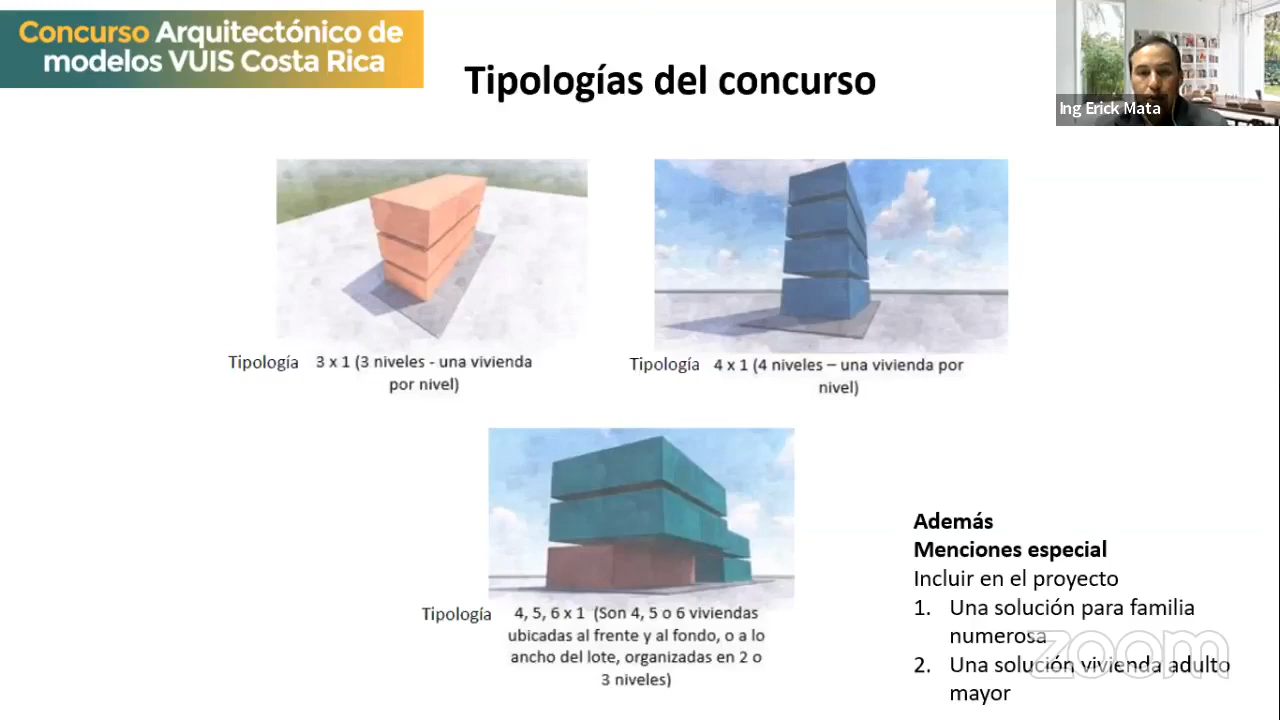 Concurso Arquitectónico de
modelos VUIS Costa Rica
Tipologías del concurso
Ing Erick Mata
Tipología 3 x 1 (3 niveles - una vivienda
por nivel)
Tipología 4 x 1 (4 niveles – una vivienda por
nivel)
Tipología 4, 5, 6 x 1 (Son 4, 5 o 6 viviendas
ubicadas al frente y al fondo, o a lo
ancho del lote, organizadas en 2 o
3 niveles)
Además
Menciones especial
Incluir en el proyecto
1. Una solución para familia
numerosa
2. Una solución vivienda adulto
mayor
zoom